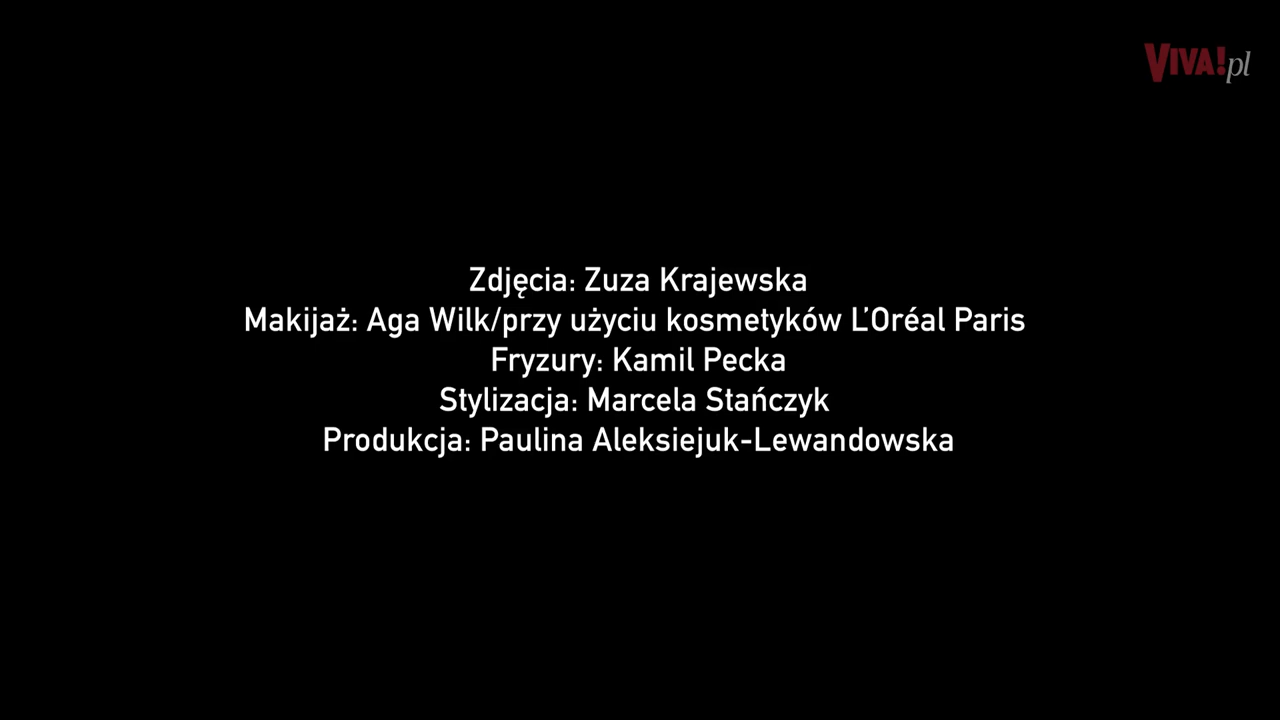 VIVA!pl
Zdjęcia: Zuza Krajewska
Makijaż: Aga Wilk/przy użyciu kosmetyków L’Oréal Paris
Fryzury: Kamil Pecka
Stylizacja: Marcela Stańczyk
Produkcja: Paulina Aleksiejuk-Lewandowska